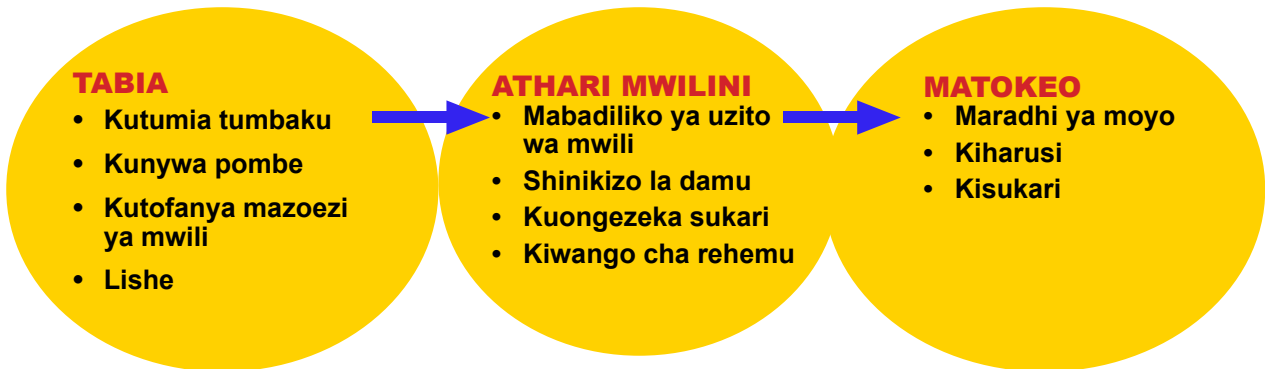 TABIA
• Kutumia tumbaku
• Kunywa pombe
• Kutofanya mazoezi
ya mwili
• Lishe
ATHARI MWILINI
• Mabadiliko ya uzito
wa mwili
• Shinikizo la damu
• Kuongezeka sukari
• Kiwango cha rehemu
MATOKEO
• Maradhi ya moyo
• Kiharusi
• Kisukari